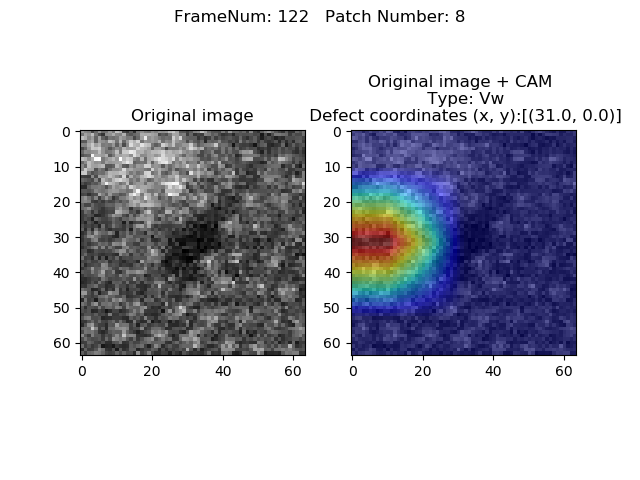 FrameNum: 122   Patch Number: 8
Original image
0
10
20
30
40
50
60
0 20 40 60
Original image + CAM
Type: Vw
Defect coordinates (x, y):[(31.0, 0.0)]
0
10
20
30
40
50
60
0 20 40 60